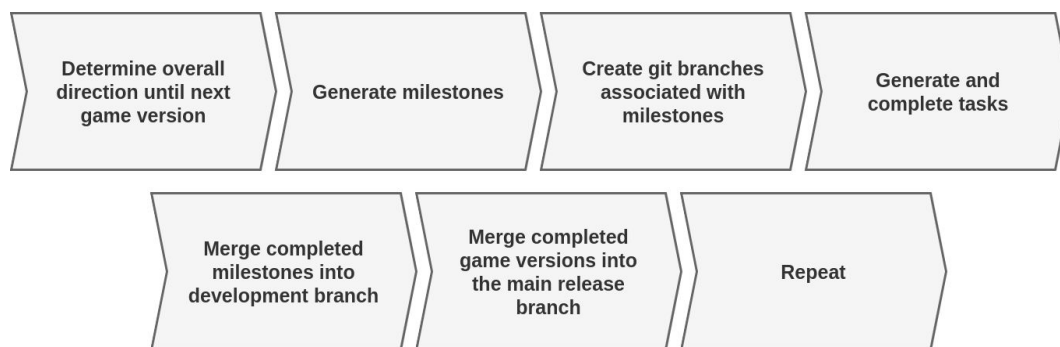 Determine overall
direction until next
game version
Generate milestones
Create git branches
associated with
milestones
Generate and
complete tasks
Merge completed
milestones into
development branch
Merge completed
game versions into
the main release
branch
Repeat